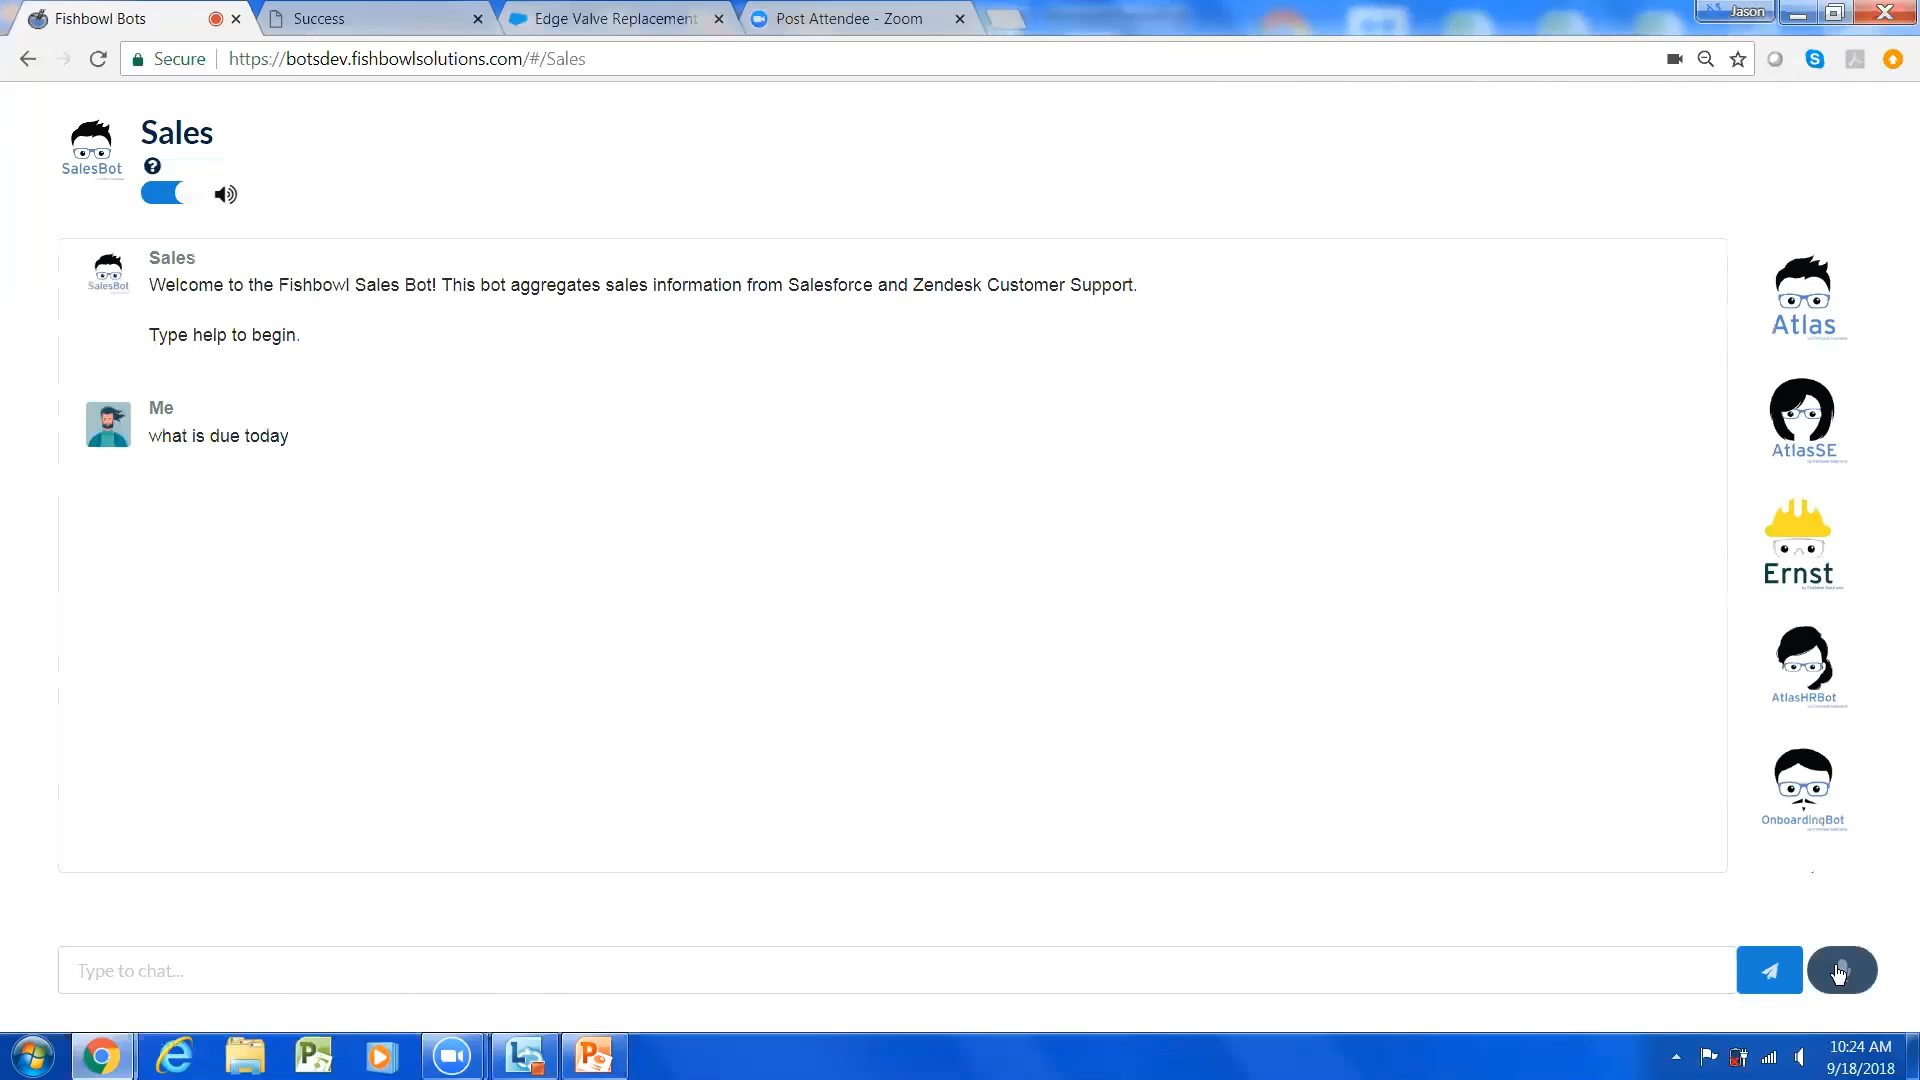 Fishbowl Bots
Success
Edge Valve Replacement
Post Attendee - Zoom
Jason
Secure
https://botsdev.fishbowlsolutions.com/#/Sales
SalesBot
Sales
Sales
SalesBot
Welcome to the Fishbowl Sales Bot! This bot aggregates sales information from Salesforce and Zendesk Customer Support.
Type help to begin.
Me
what is due today
Atlas
AtlasSE
Ernst
AtlasHRBot
OnboardingBot
Type to chat...
10:24 AM
9/18/2018